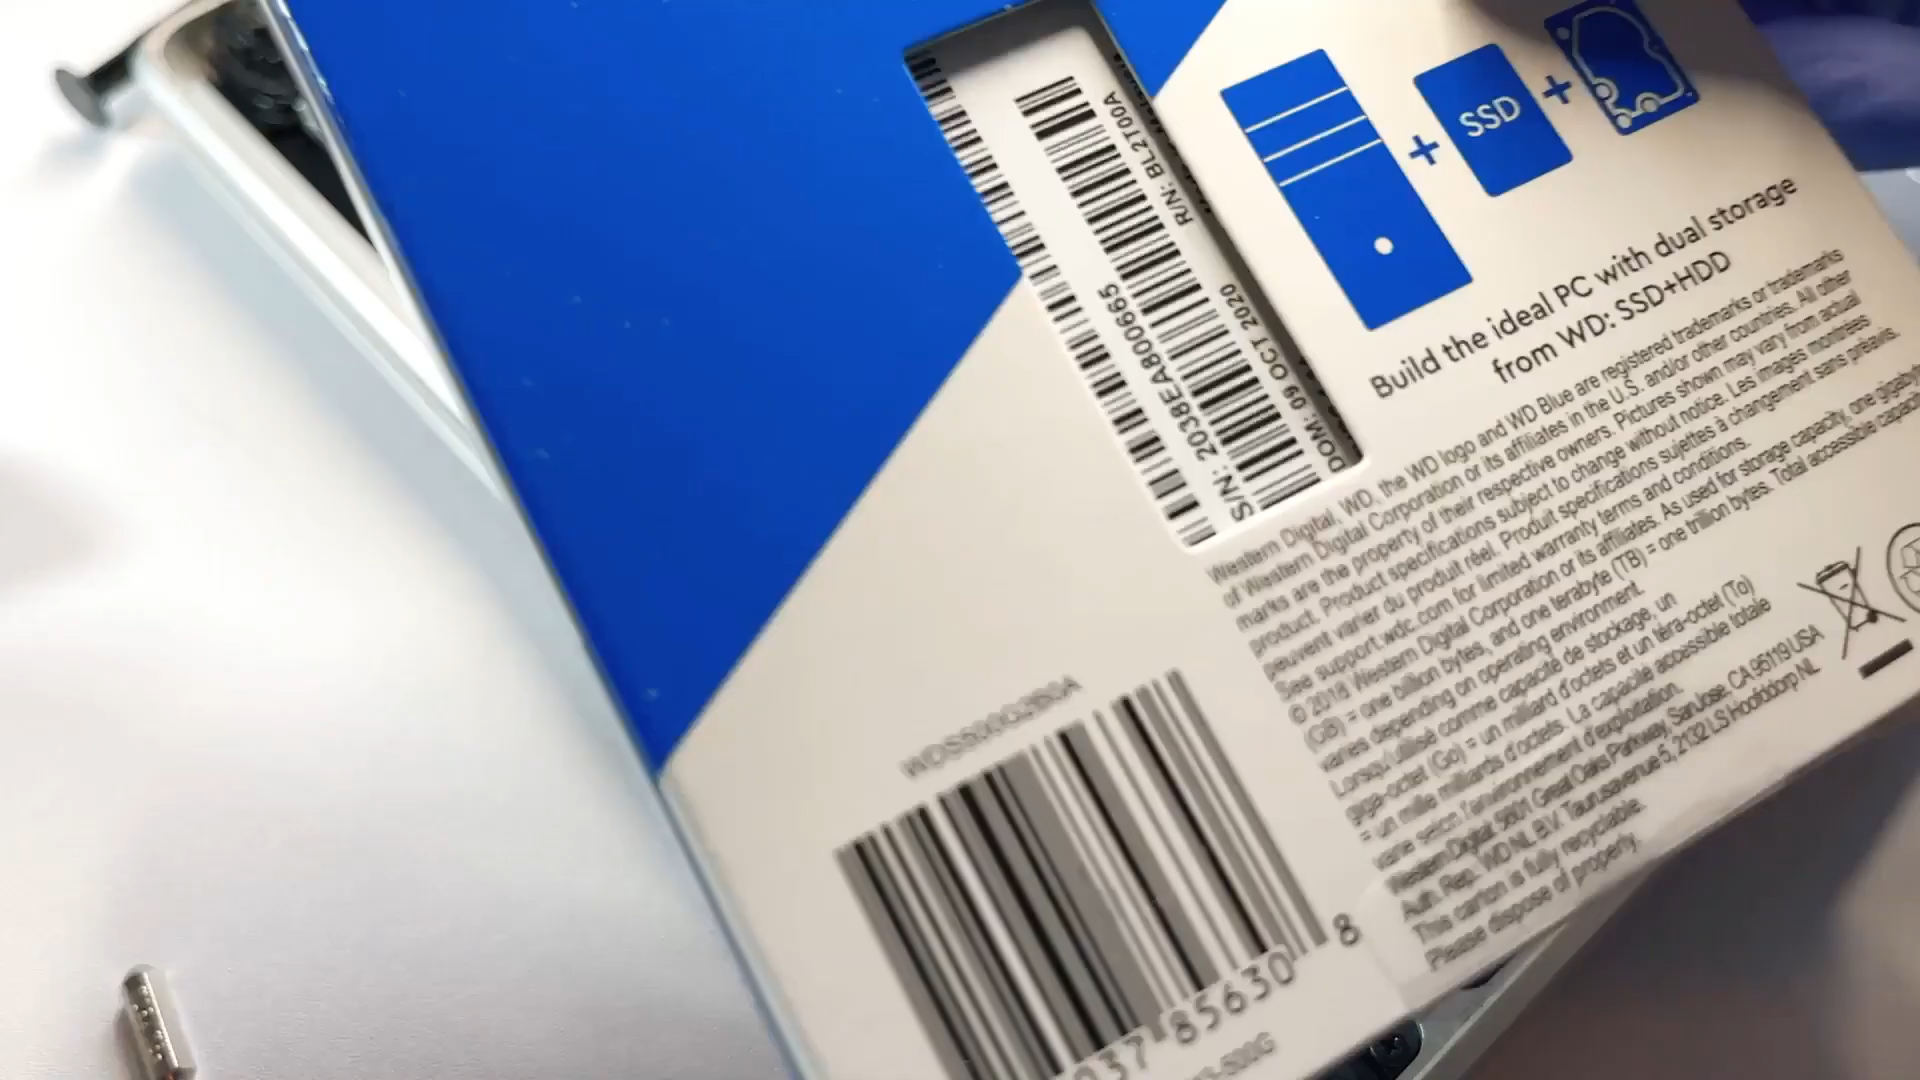 R/N: BL2T00A
S/N: 2038EA800665
DOM: 09 OCT 2020
SSD
+
+
Build the ideal PC with dual storage
from WD: SSD+HDD
Western Digital, WD, the WD logo and WD Blue are registered trademarks or trademarks
of Western Digital Corporation or its affiliates in the U.S. and/or other countries. All other
marks are the property of their respective owners. Pictures shown may vary from actual
product. Product specifications subject to change without notice. Les images montrées
peuvent varier du produit réel. Produit specifications sujettes à changement sans préavis.
See support.wdc.com for limited warranty terms and conditions.
© 2018 Western Digital Corporation or its affiliates. As used for storage capacity, one gigabyte
(GB) = one billion bytes, and one terabyte (TB) = one trillion bytes. Total accessible capacity
varies depending on operating environment.
Lorsqu'utilisé comme capacité de stockage, un
giga-octet (Go) = un milliard d'octets et un téra-octet (To)
= un mille milliards d'octets. La capacité accessible totale
varie selon l'environnement d'exploitation.
Western Digital 5601 Great Oaks Parkway, San Jose, CA 95119 USA
Auth. Rep. WD NL B.V. Taurusavenue 5, 2132 LS Hoofddorp NL
This carton is fully recyclable.
Please dispose of properly.
WDS500G2B0A
037 85630 8